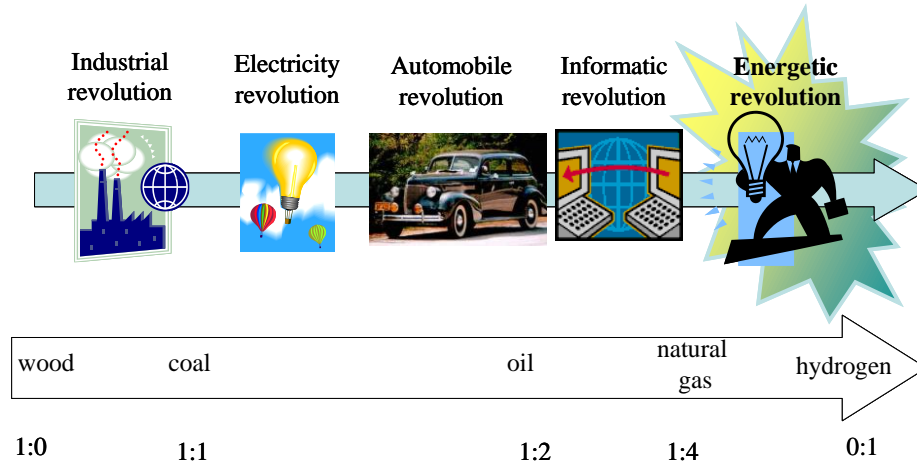 Industrial
revolution
Electricity
revolution
Automobile
revolution
Informatic
revolution
Energetic
revolution
wood
coal
oil
natural
gas
hydrogen
1:0
1:1
1:2
1:4
0:1